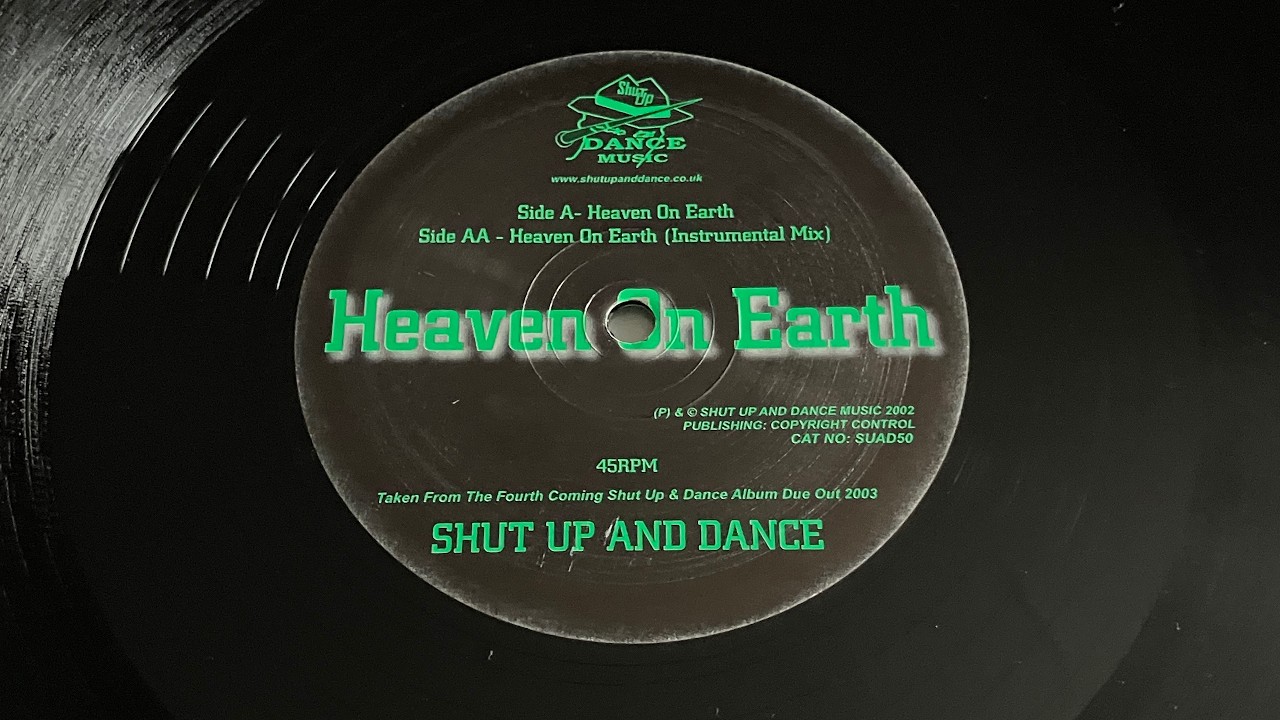 Shut Up
DANCE
MUSIC
www.shutupanddance.co.uk
Side A- Heaven On Earth
Side AA - Heaven On Earth (Instrumental Mix)
Heaven On Earth
(P) & © SHUT UP AND DANCE MUSIC 2002
PUBLISHING: COPYRIGHT CONTROL
CAT NO: SUAD50
45RPM
Taken From The Fourth Coming Shut Up & Dance Album Due Out 2003
SHUT UP AND DANCE